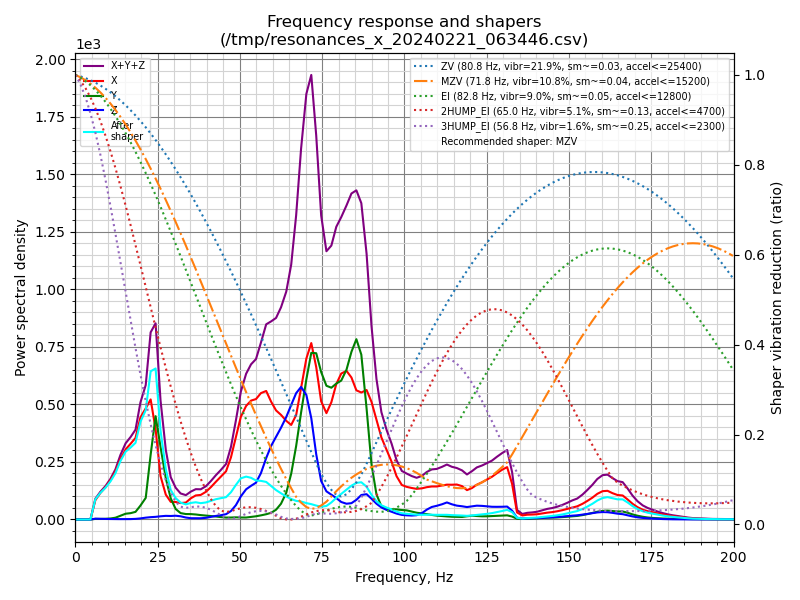 Frequency response and shapers
(/tmp/resonances_x_20240221_063446.csv)
1e3
X+Y+Z
X
Y
Z
After
shaper
ZV (80.8 Hz, vibr=21.9%, sm~=0.03, accel<=25400)
MZV (71.8 Hz, vibr=10.8%, sm~=0.04, accel<=15200)
EI (82.8 Hz, vibr=9.0%, sm~=0.05, accel<=12800)
2HUMP_EI (65.0 Hz, vibr=5.1%, sm~=0.13, accel<=4700)
3HUMP_EI (56.8 Hz, vibr=1.6%, sm~=0.25, accel<=2300)
Recommended shaper: MZV
Power spectral density
2.00
1.75
1.50
1.25
1.00
0.75
0.50
0.25
0.00
Shaper vibration reduction (ratio)
1.0
0.8
0.6
0.4
0.2
0.0
0 25 50 75 100 125 150 175 200
Frequency, Hz